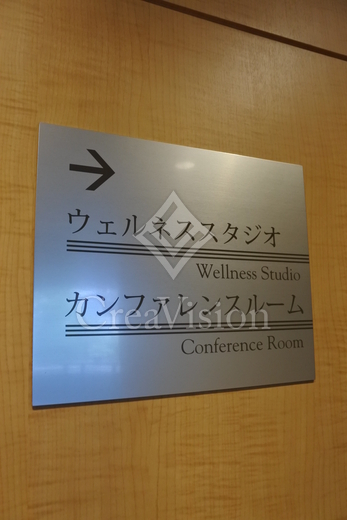 →
ウェルネススタジオ
Wellness Studio
カンファレンスルーム
CreaVision
Conference Room